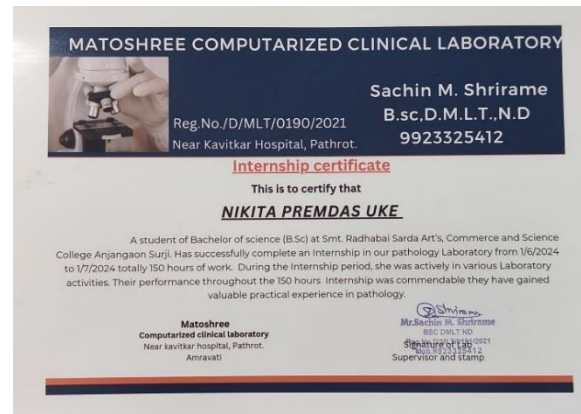 MATOSHREE COMPUTARIZED CLINICAL LABORATORY
Sachin M. Shrirame
B.sc,D.M.L.T.,N.D
9923325412
Reg.No./D/MLT/0190/2021
Near Kavitkar Hospital, Pathrot.
Internship certificate
This is to certify that
NIKITA PREMDAS UKE
A student of Bachelor of science (B.Sc) at Smt. Radhabai Sarda Art's, Commerce and Science
College Anjangaon Surji. Has successfully complete an Internship in our pathology Laboratory from 1/6/2024
to 1/7/2024 totally 150 hours of work. During the Internship period, she was actively in various Laboratory
activities. Their performance throughout the 150 hours Internship was commendable they have gained
valuable practical experience in pathology.
Matoshree
Computarized clinical laboratory
Near kavitkar hospital, Pathrot.
Amravati
Mr.Sachin M. Shrirame
BSC DMLT ND
Signature of Lab
Supervisor and stamp